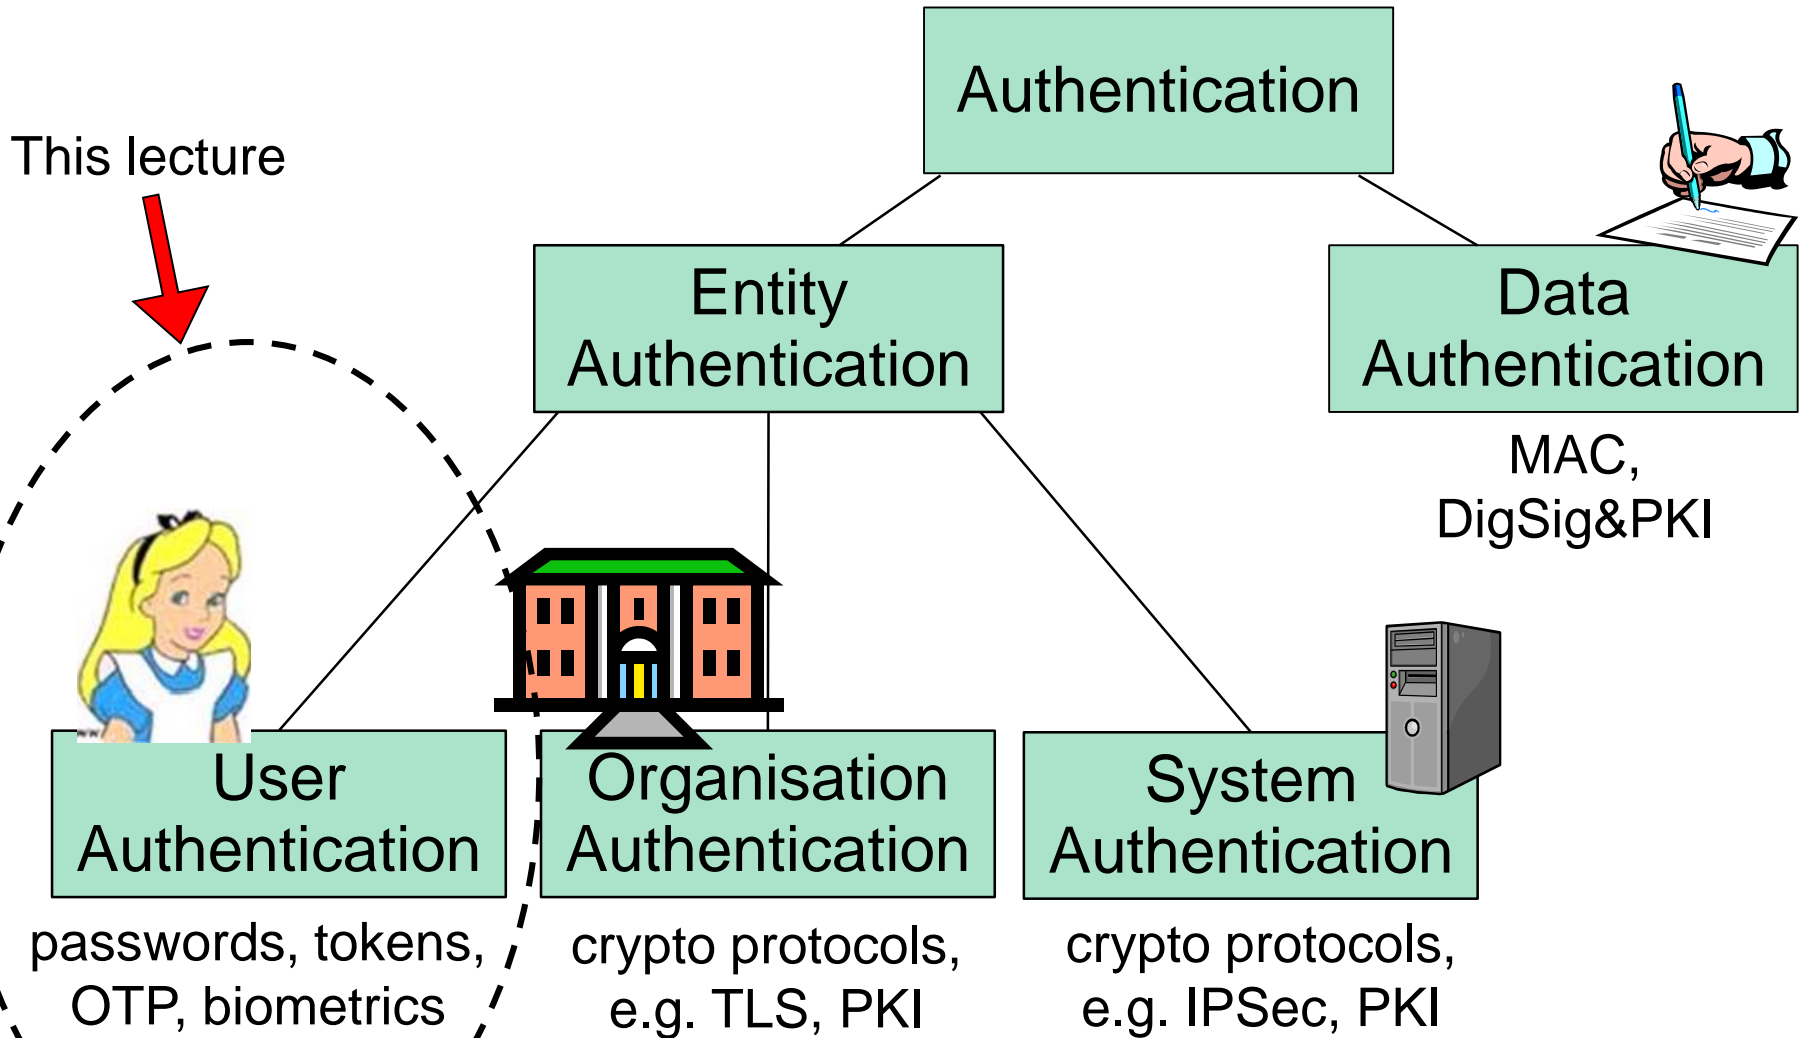 Authentication
This lecture
Entity
Authentication
Data
Authentication
MAC,
DigSig&PKI
User
Authentication
Organisation
Authentication
System
Authentication
passwords, tokens,
OTP, biometrics
crypto protocols,
e.g. TLS, PKI
crypto protocols,
e.g. IPSec, PKI